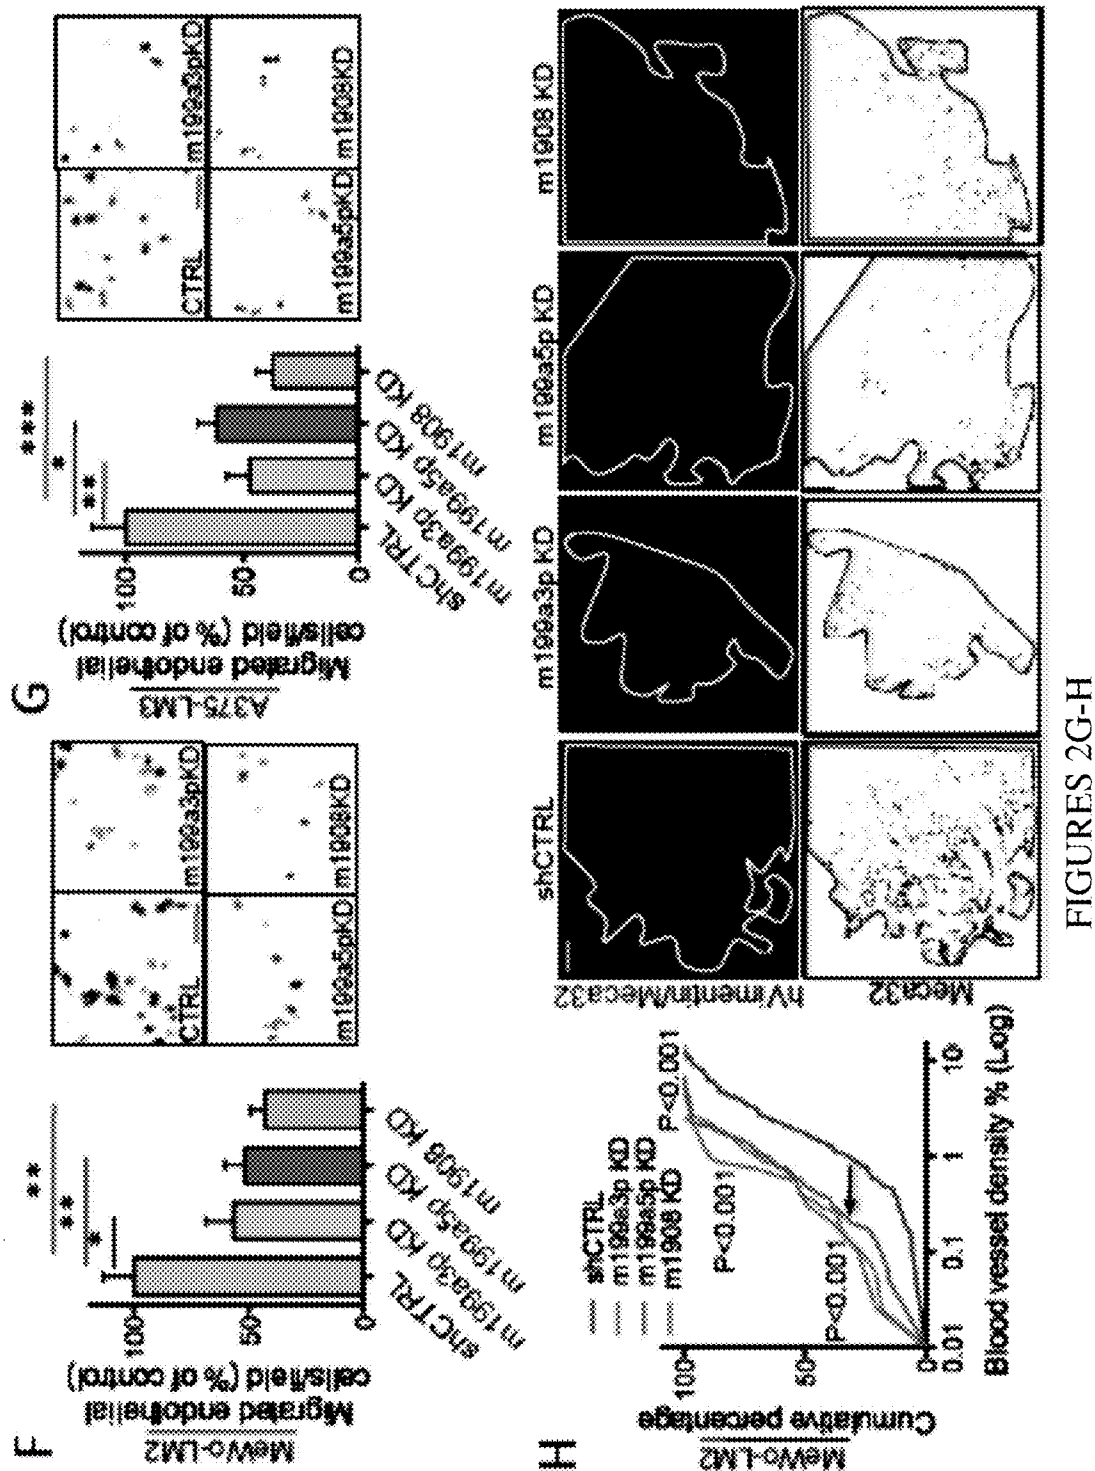 F
MeWo-LM2
Migrated endothelial
cells/field (% of control)
100
50
0
*
**
**
shCTRL
m199a3p KD
m199a5p KD
m1908 KD
CTRL
m199a3pKD
m199a5pKD
m1908KD
G
A375-LM3
Migrated endothelial
cells/field (% of control)
100
50
0
**
*
***
shCTRL
m199a3p KD
m199a5p KD
m1908 KD
CTRL
m199a3pKD
m199a5pKD
m1908KD
H
MeWo-LM2
Cumulative percentage
100
50
0
shCTRL
m199a3p KD
m199a5p KD
m1908 KD
P<0.001
P<0.001
P<0.001
0.01
0.1
1
10
Blood vessel density % (Log)
shCTRL
m199a3p KD
m199a5p KD
m1908 KD
hVimentin/Meca32
Meca32
FIGURES 2G-H